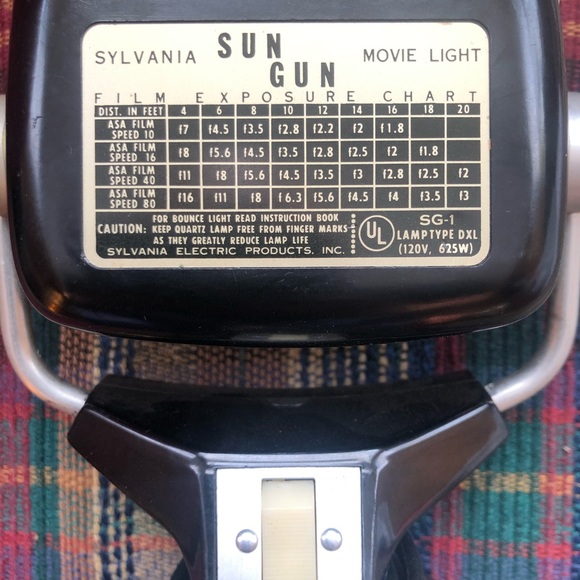 SYLVANIA SUN GUN MOVIE LIGHT
FILM EXPOSURE CHART
DIST. IN FEET 4 6 8 10 12 14 16 18 20
ASA FILM SPEED 10 f7 f4.5 f3.5 f2.8 f2.2 f2 f1.8
ASA FILM SPEED 16 f8 f5.6 f4.5 f3.5 f2.8 f2.5 f2 f1.8
ASA FILM SPEED 40 f11 f8 f5.6 f4.5 f3.5 f3 f2.8 f2.5 f2
ASA FILM SPEED 80 f16 f11 f8 f6.3 f5.6 f4.5 f4 f3.5 f3
FOR BOUNCE LIGHT READ INSTRUCTION BOOK
CAUTION: KEEP QUARTZ LAMP FREE FROM FINGER MARKS
AS THEY GREATLY REDUCE LAMP LIFE
SYLVANIA ELECTRIC PRODUCTS, INC.
UL
SG-1
LAMP TYPE DXL
(120V, 625W)